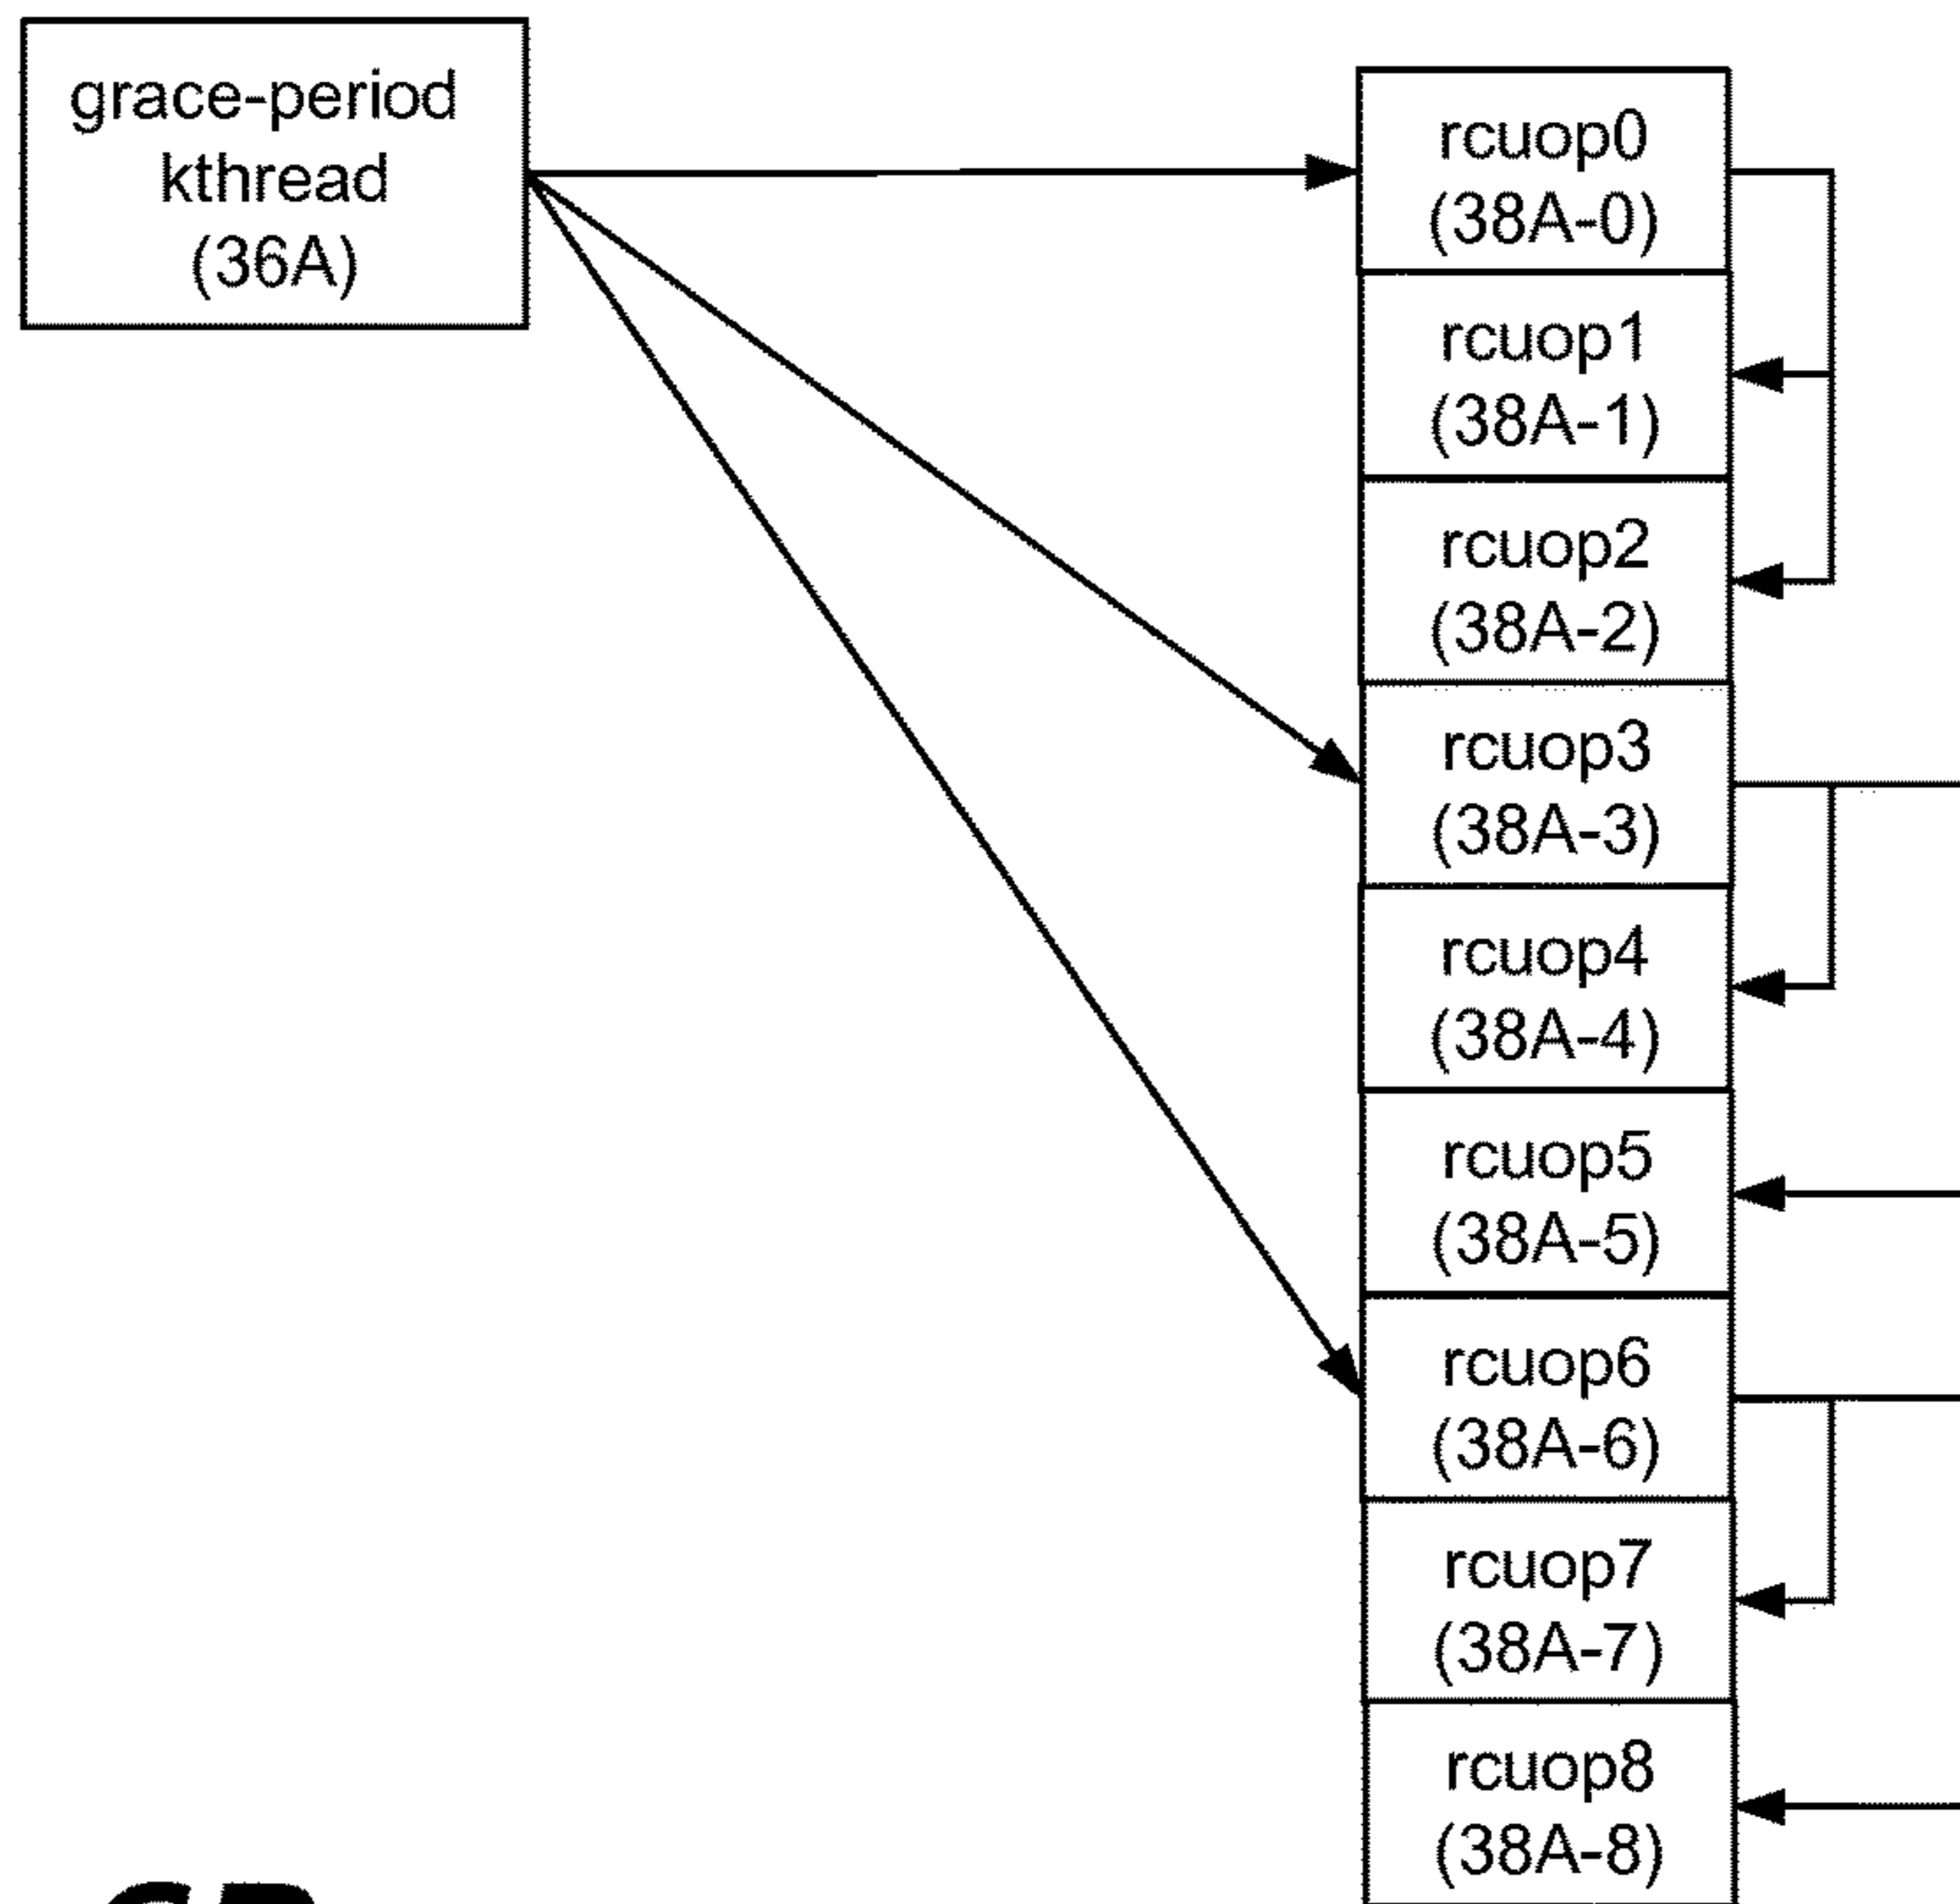 grace-period
kthread
(36A)
rcuop0
(38A-0)
rcuop1
(38A-1)
rcuop2
(38A-2)
rcuop3
(38A-3)
rcuop4
(38A-4)
rcuop5
(38A-5)
rcuop6
(38A-6)
rcuop7
(38A-7)
rcuop8
(38A-8)